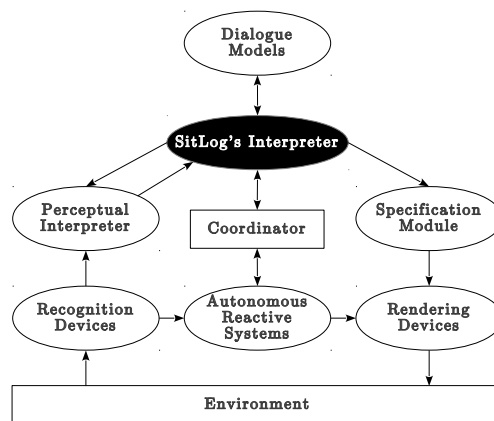 Dialogue
Models
SitLog's Interpreter
Perceptual
Interpreter
Coordinator
Specification
Module
Recognition
Devices
Autonomous
Reactive
Systems
Rendering
Devices
Environment